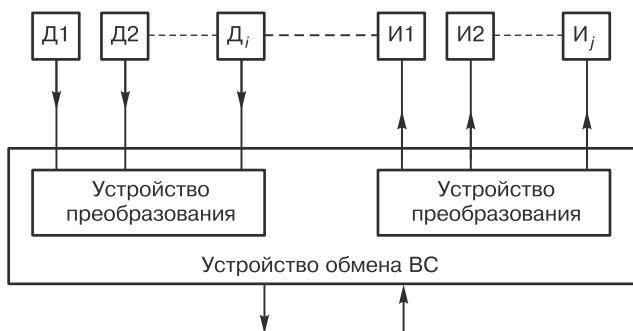 Д1 Д2 Дi И1 И2 Иj
Устройство
преобразования
Устройство
преобразования
Устройство обмена ВС